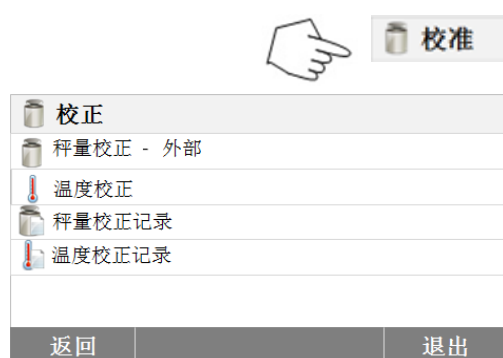 校准
校正
秤量校正 - 外部
温度校正
秤量校正记录
温度校正记录
返回 退出